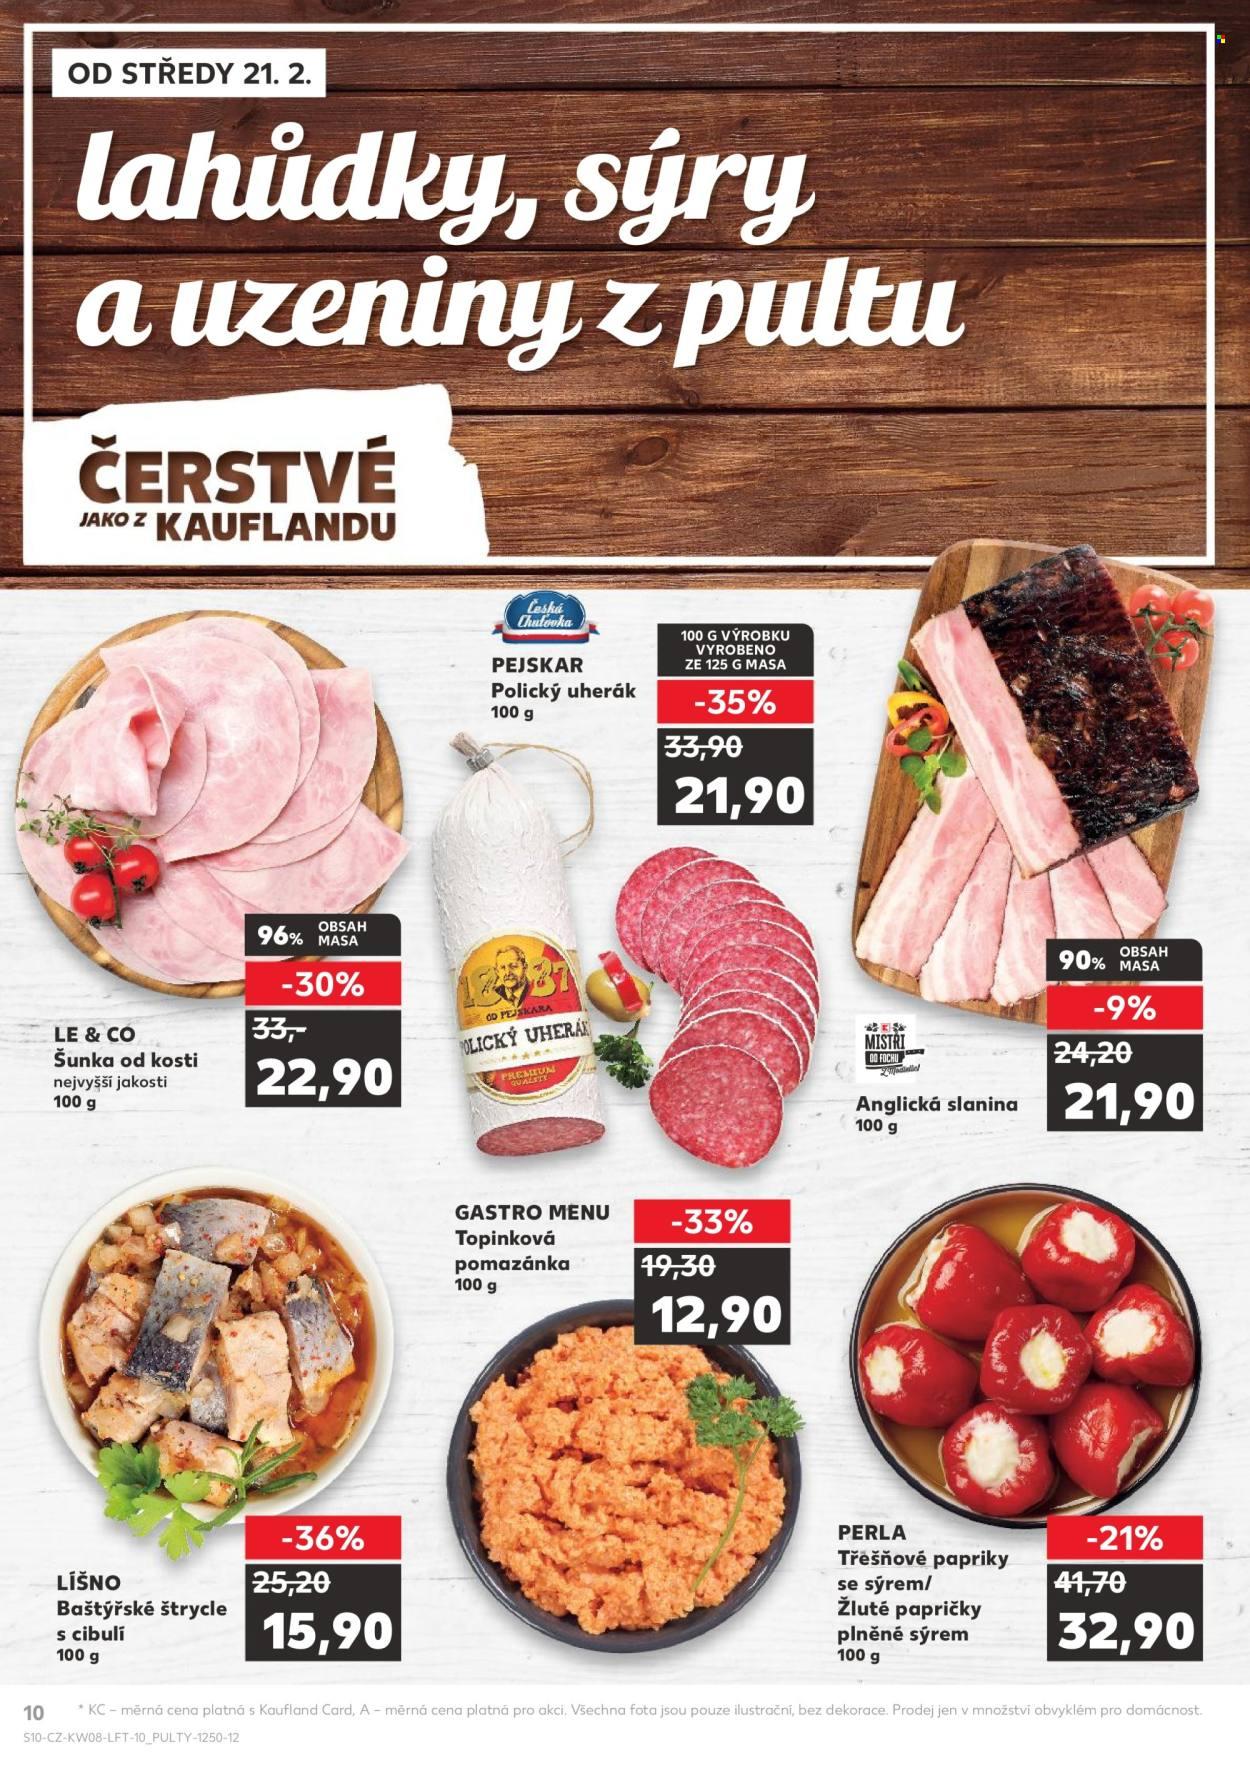 OD STŘEDY 21. 2.
lahůdky, sýry
a uzeniny z pultu
ČERSTVÉ
JAKO Z KAUFLANDU
Česká
Chuťovka
PEJSKAR
Polický uherák
100 g
100 G VÝROBKU
VYROBENO
ZE 125 G MASA
-35%
33,90
21,90
1887
OD PEJSKARA
POLICKÝ UHERÁK
PREMIUM
QUALITY
96% OBSAH
MASA
-30%
33,-
22,90
LE & CO
Šunka od kosti
nejvyšší jakosti
100 g
90% OBSAH
MASA
-9%
24,20
21,90
K
MISTŘI
OD FOCHU
Z Modletic!
Anglická slanina
100 g
GASTRO MENU
Topinková
pomazánka
100 g
-33%
19,30
12,90
LÍŠNO
Baštýřské štrycle
s cibulí
100 g
-36%
25,20
15,90
PERLA
Třešňové papriky
se sýrem/
Žluté papričky
plněné sýrem
100 g
-21%
41,70
32,90
10 * KC – měrná cena platná s Kaufland Card, A – měrná cena platná pro akci. Všechna fota jsou pouze ilustrační, bez dekorace. Prodej jen v množství obvyklém pro domácnost.
S10-CZ-KW08-LFT-10_PULTY-1250-12